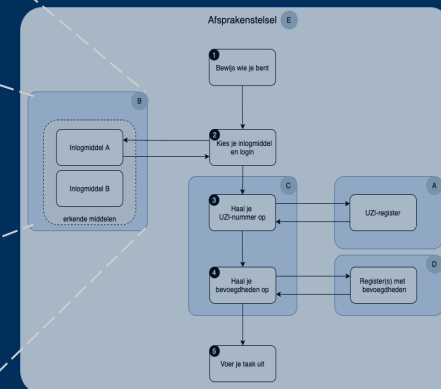 Afsprakenstelsel E
1
Bewijs wie je bent
B
2
Inlogmiddel A
Kies je inlogmiddel
en login
Inlogmiddel B
erkende middelen
C
A
3
Haal je
UZI-nummer op
UZI-register
D
4
Haal je
bevoegdheden op
Register(s) met
bevoegdheden
5
Voer je taak uit